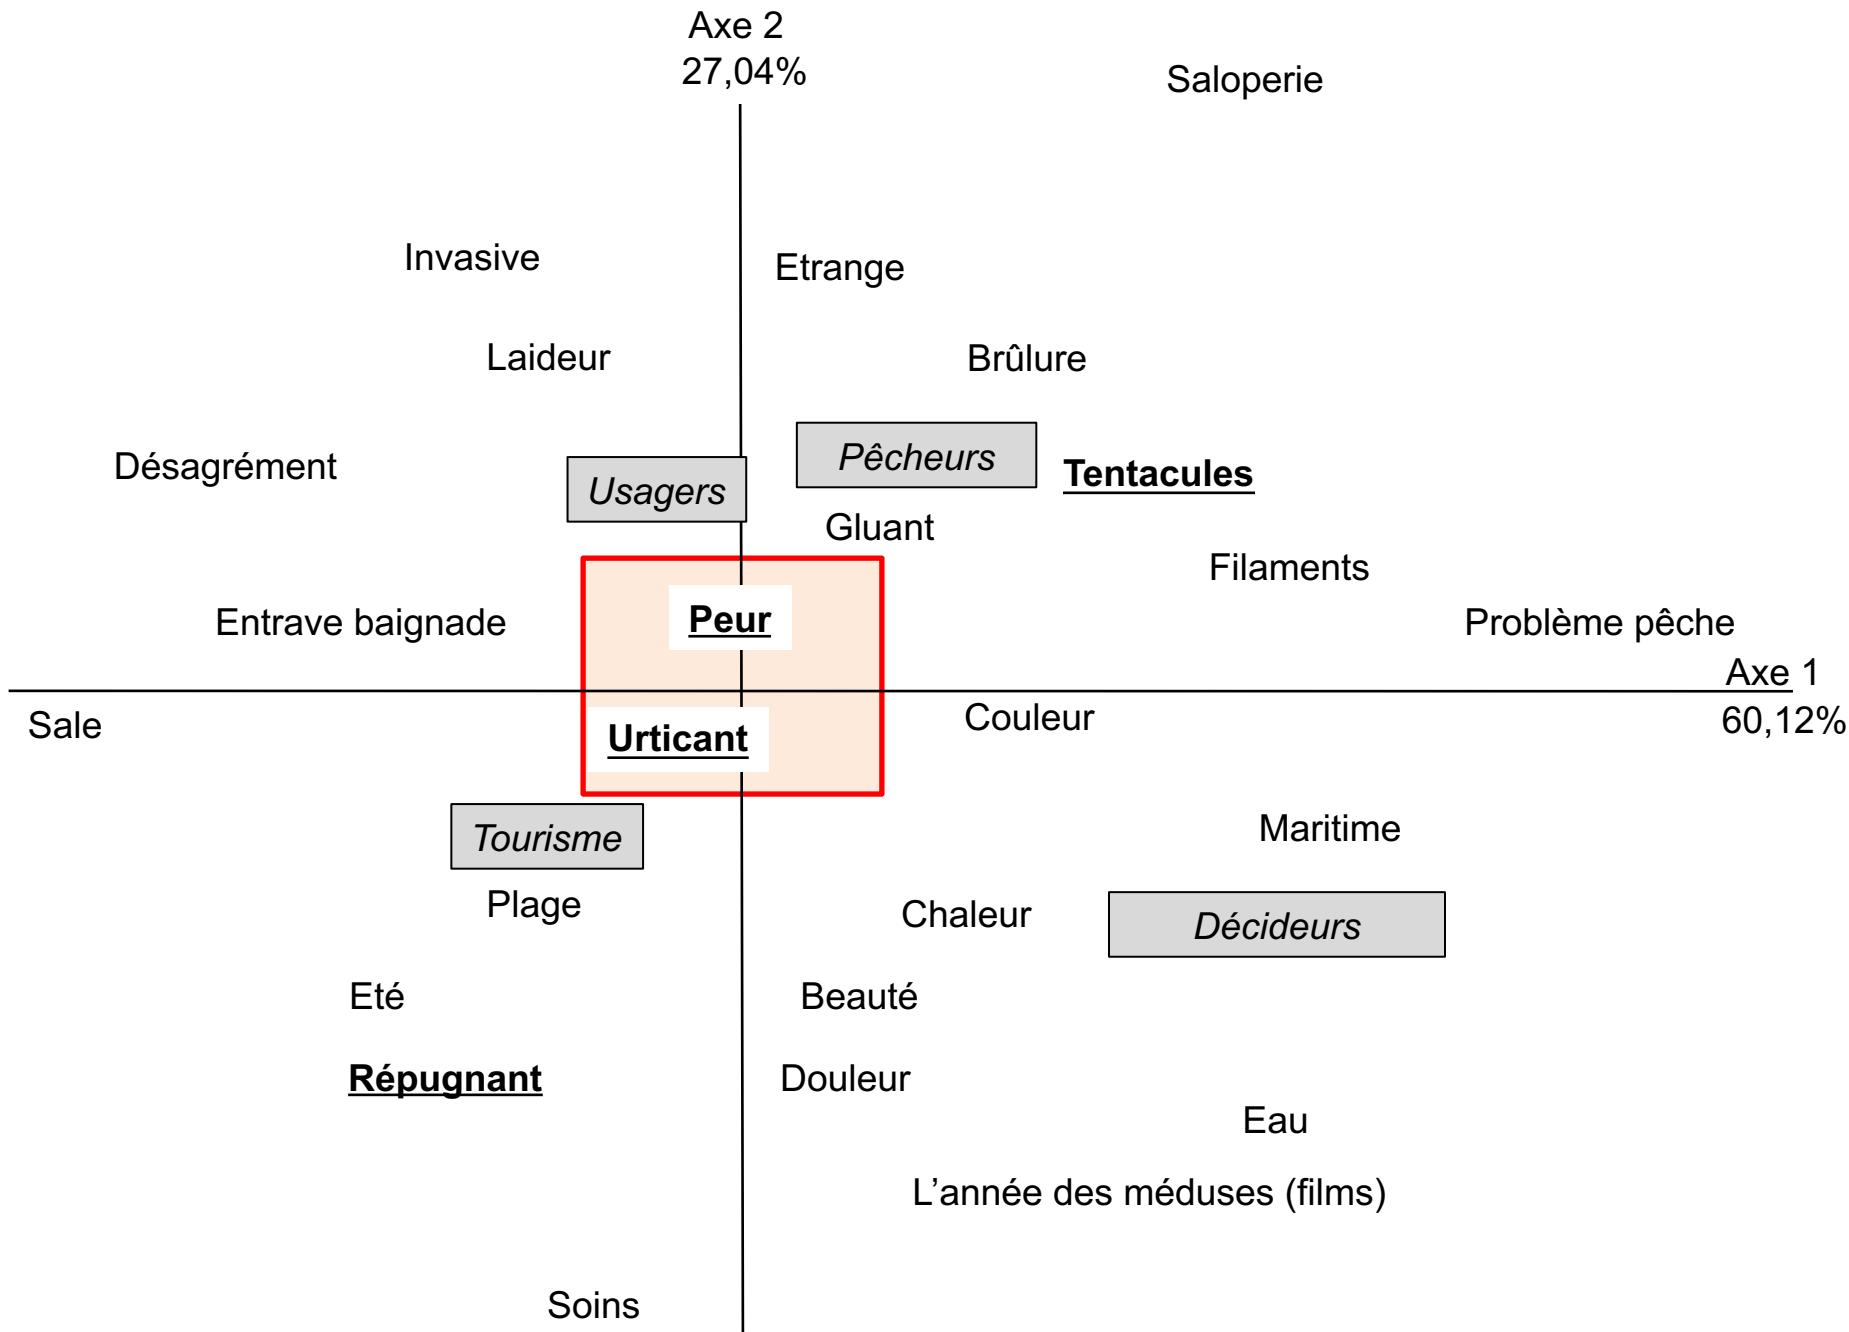 Axe 2
27,04%
Saloperie
Invasive
Etrange
Laideur
Brûlure
Désagrément
Usagers
Pêcheurs
Tentacules
Gluant
Filaments
Entrave baignade
Peur
Problème pêche
Axe 1
60,12%
Sale
Urticant
Couleur
Tourisme
Maritime
Plage
Chaleur
Décideurs
Eté
Beauté
Répugnant
Douleur
Eau
L’année des méduses (films)
Soins